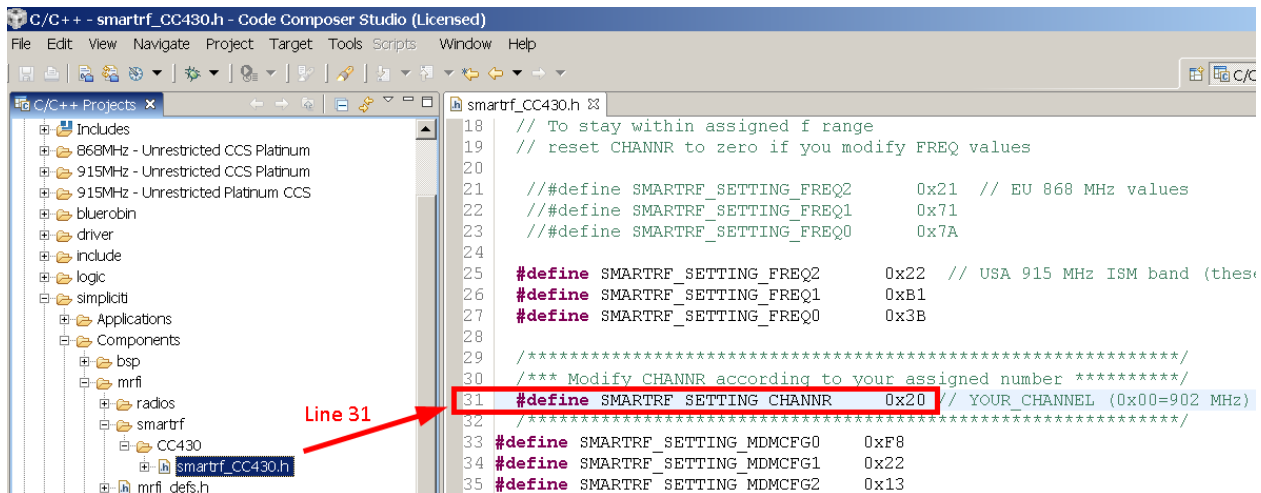 C/C++ - smartrf_CC430.h - Code Composer Studio (Licensed)
File Edit View Navigate Project Target Tools Scripts Window Help
C/C
C/C++ Projects
Includes
868MHz - Unrestricted CCS Platinum
915MHz - Unrestricted CCS Platinum
915MHz - Unrestricted Platinum CCS
bluerobin
driver
include
logic
simpliciti
Applications
Components
bsp
mrfi
radios
smartrf
CC430
smartrf_CC430.h
mrfi_defs.h
Line 31
smartrf_CC430.h
18 // To stay within assigned f range
19 // reset CHANNR to zero if you modify FREQ values
20
21 //#define SMARTRF_SETTING_FREQ2 0x21 // EU 868 MHz values
22 //#define SMARTRF_SETTING_FREQ1 0x71
23 //#define SMARTRF_SETTING_FREQ0 0x7A
24
25 #define SMARTRF_SETTING_FREQ2 0x22 // USA 915 MHz ISM band (these
26 #define SMARTRF_SETTING_FREQ1 0xB1
27 #define SMARTRF_SETTING_FREQ0 0x3B
28
29 /**************************************************************/
30 /*** Modify CHANNR according to your assigned number **********/
31 #define SMARTRF_SETTING_CHANNR 0x20 // YOUR_CHANNEL (0x00=902 MHz)
32 /**************************************************************/
33 #define SMARTRF_SETTING_MDMCFG0 0xF8
34 #define SMARTRF_SETTING_MDMCFG1 0x22
35 #define SMARTRF_SETTING_MDMCFG2 0x13